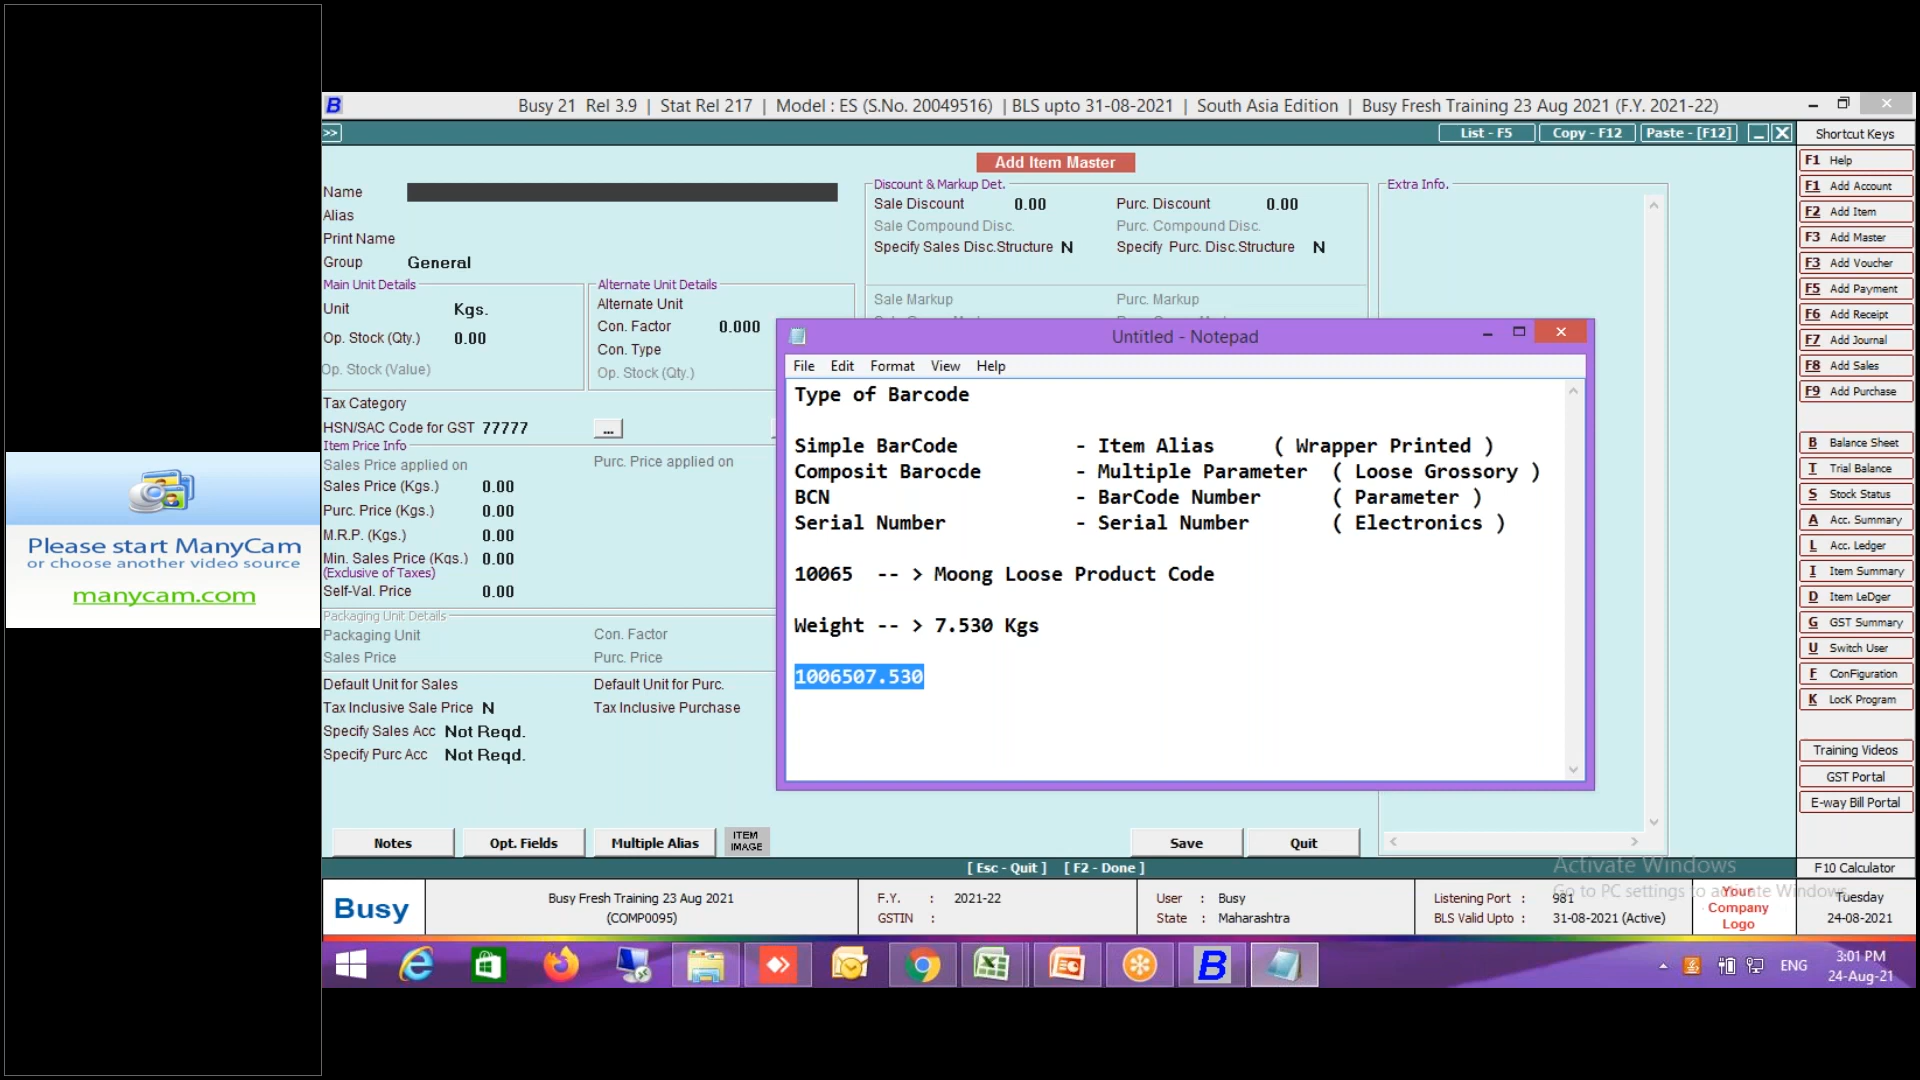 Busy 21 Rel 3.9 | Stat Rel 217 | Model : ES (S.No. 20049516) | BLS upto 31-08-2021 | South Asia Edition | Busy Fresh Training 23 Aug 2021 (F.Y. 2021-22)
>> List - F5 Copy - F12 Paste - [F12]
Add Item Master
Name
Alias
Print Name
Group General
Main Unit Details
Unit Kgs.
Op. Stock (Qty.) 0.00
Op. Stock (Value)
Alternate Unit Details
Alternate Unit
Con. Factor 0.000
Con. Type
Op. Stock (Qty.)
Discount & Markup Det.
Sale Discount 0.00 Purc. Discount 0.00
Sale Compound Disc. Purc. Compound Disc.
Specify Sales Disc.Structure N Specify Purc. Disc.Structure N
Sale Markup Purc. Markup
Extra Info.
Tax Category
HSN/SAC Code for GST 77777 ...
Item Price Info
Sales Price applied on Purc. Price applied on
Sales Price (Kgs.) 0.00
Purc. Price (Kgs.) 0.00
M.R.P. (Kgs.) 0.00
Min. Sales Price (Kgs.) 0.00
(Exclusive of Taxes)
Self-Val. Price 0.00
Packaging Unit Details
Packaging Unit Con. Factor
Sales Price Purc. Price
Default Unit for Sales Default Unit for Purc.
Tax Inclusive Sale Price N Tax Inclusive Purchase
Specify Sales Acc Not Reqd.
Specify Purc Acc Not Reqd.
Notes Opt. Fields Multiple Alias ITEM IMAGE Save Quit
[ Esc - Quit ] [ F2 - Done ]
Untitled - Notepad
File Edit Format View Help
Type of Barcode
Simple BarCode - Item Alias ( Wrapper Printed )
Composit Barocde - Multiple Parameter ( Loose Grossory )
BCN - BarCode Number ( Parameter )
Serial Number - Serial Number ( Electronics )
10065 -- > Moong Loose Product Code
Weight -- > 7.530 Kgs
1006507.530
Shortcut Keys
F1 Help
F1 Add Account
F2 Add Item
F3 Add Master
F3 Add Voucher
F5 Add Payment
F6 Add Receipt
F7 Add Journal
F8 Add Sales
F9 Add Purchase
B Balance Sheet
T Trial Balance
S Stock Status
A Acc. Summary
L Acc. Ledger
I Item Summary
D Item LeDger
G GST Summary
U Switch User
F ConFiguration
K LocK Program
Training Videos
GST Portal
E-way Bill Portal
F10 Calculator
Activate Windows
Go to PC settings to activate Windows.
Please start ManyCam
or choose another video source
manycam.com
Busy
Busy Fresh Training 23 Aug 2021
(COMP0095)
F.Y. : 2021-22
GSTIN :
User : Busy
State : Maharashtra
Listening Port : 981
BLS Valid Upto : 31-08-2021 (Active)
Your
Company
Logo
Tuesday
24-08-2021
ENG
3:01 PM
24-Aug-21